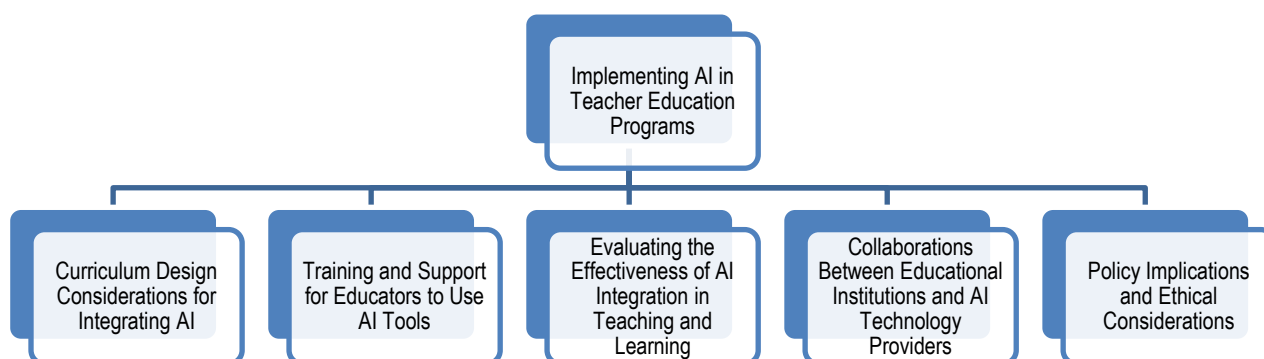 Implementing AI in
Teacher Education
Programs
Curriculum Design
Considerations for
Integrating AI
Training and Support
for Educators to Use
AI Tools
Evaluating the
Effectiveness of AI
Integration in
Teaching and
Learning
Collaborations
Between Educational
Institutions and AI
Technology
Providers
Policy Implications
and Ethical
Considerations